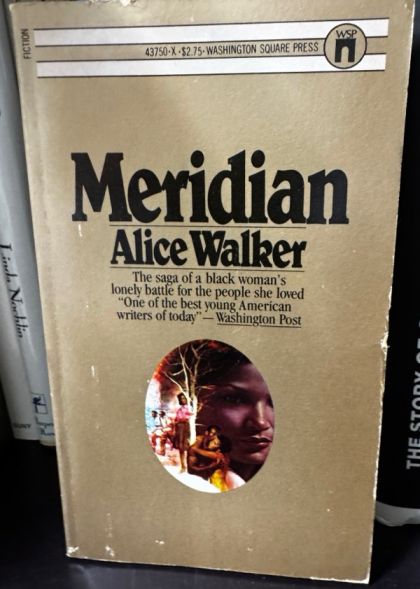 FICTION
43750·X·$2.75·WASHINGTON SQUARE PRESS
WSP
Meridian
Alice Walker
The saga of a black woman's
lonely battle for the people she loved
"One of the best young American
writers of today"—Washington Post
THE STORY